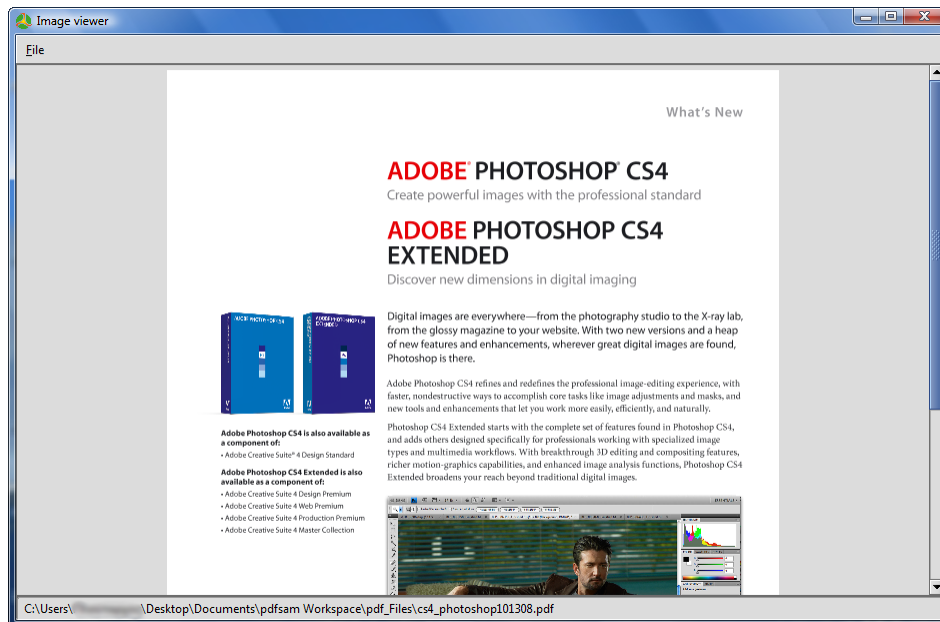 Image viewer
File
What's New
ADOBE® PHOTOSHOP® CS4
Create powerful images with the professional standard
ADOBE PHOTOSHOP CS4
EXTENDED
Discover new dimensions in digital imaging
Digital images are everywhere—from the photography studio to the X-ray lab,
from the glossy magazine to your website. With two new versions and a heap
of new features and enhancements, wherever great digital images are found,
Photoshop is there.
Adobe Photoshop CS4 refines and redefines the professional image-editing experience, with
faster, nondestructive ways to accomplish core tasks like image adjustments and masks, and
new tools and enhancements that let you work more easily, efficiently, and naturally.
Photoshop CS4 Extended starts with the complete set of features found in Photoshop CS4,
and adds others designed specifically for professionals working with specialized image
types and multimedia workflows. With breakthrough 3D editing and compositing features,
richer motion-graphics capabilities, and enhanced image analysis functions, Photoshop CS4
Extended broadens your reach beyond traditional digital images.
ADOBE PHOTOSHOP CS4
ADOBE PHOTOSHOP CS4
EXTENDED
Adobe Photoshop CS4 is also available as
a component of:
• Adobe Creative Suite® 4 Design Standard
Adobe Photoshop CS4 Extended is also
available as a component of:
• Adobe Creative Suite 4 Design Premium
• Adobe Creative Suite 4 Web Premium
• Adobe Creative Suite 4 Production Premium
• Adobe Creative Suite 4 Master Collection
C:\Users\ \Desktop\Documents\pdfsam Workspace\pdf_Files\cs4_photoshop101308.pdf